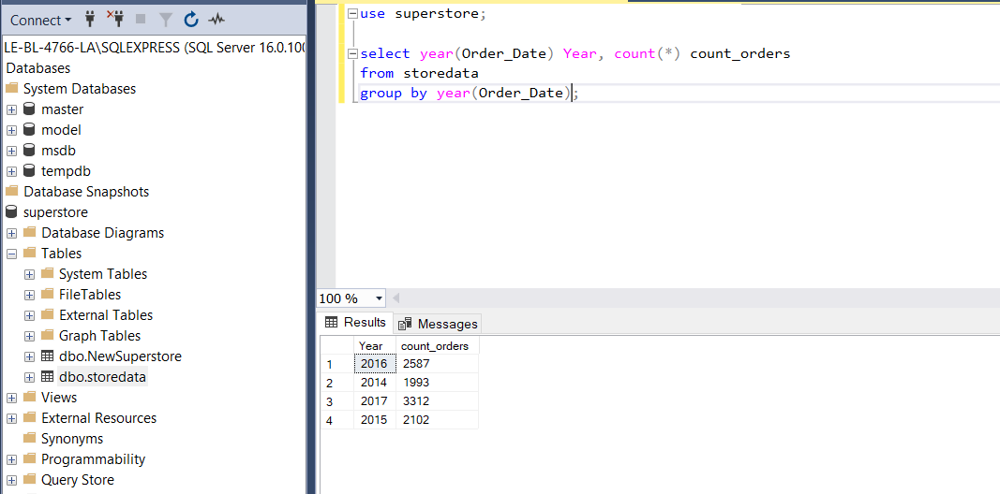 Connect
LE-BL-4766-LA\SQLEXPRESS (SQL Server 16.0.100
Databases
System Databases
master
model
msdb
tempdb
Database Snapshots
superstore
Database Diagrams
Tables
System Tables
FileTables
External Tables
Graph Tables
dbo.NewSuperstore
dbo.storedata
Views
External Resources
Synonyms
Programmability
Query Store
use superstore;
select year(Order_Date) Year, count(*) count_orders
from storedata
group by year(Order_Date);
100 %
Results Messages
Year count_orders
1 2016 2587
2 2014 1993
3 2017 3312
4 2015 2102